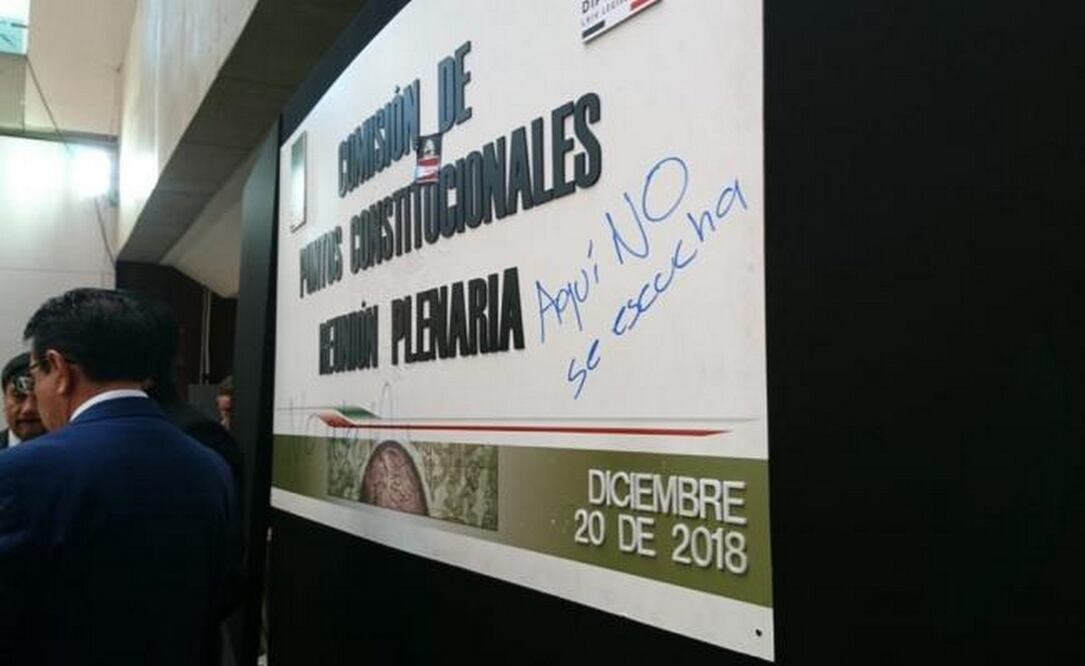 COMISIÓN DE
PUNTOS CONSTITUCIONALES
REUNIÓN PLENARIA
Aquí NO
se escucha
DICIEMBRE
20 DE 2018